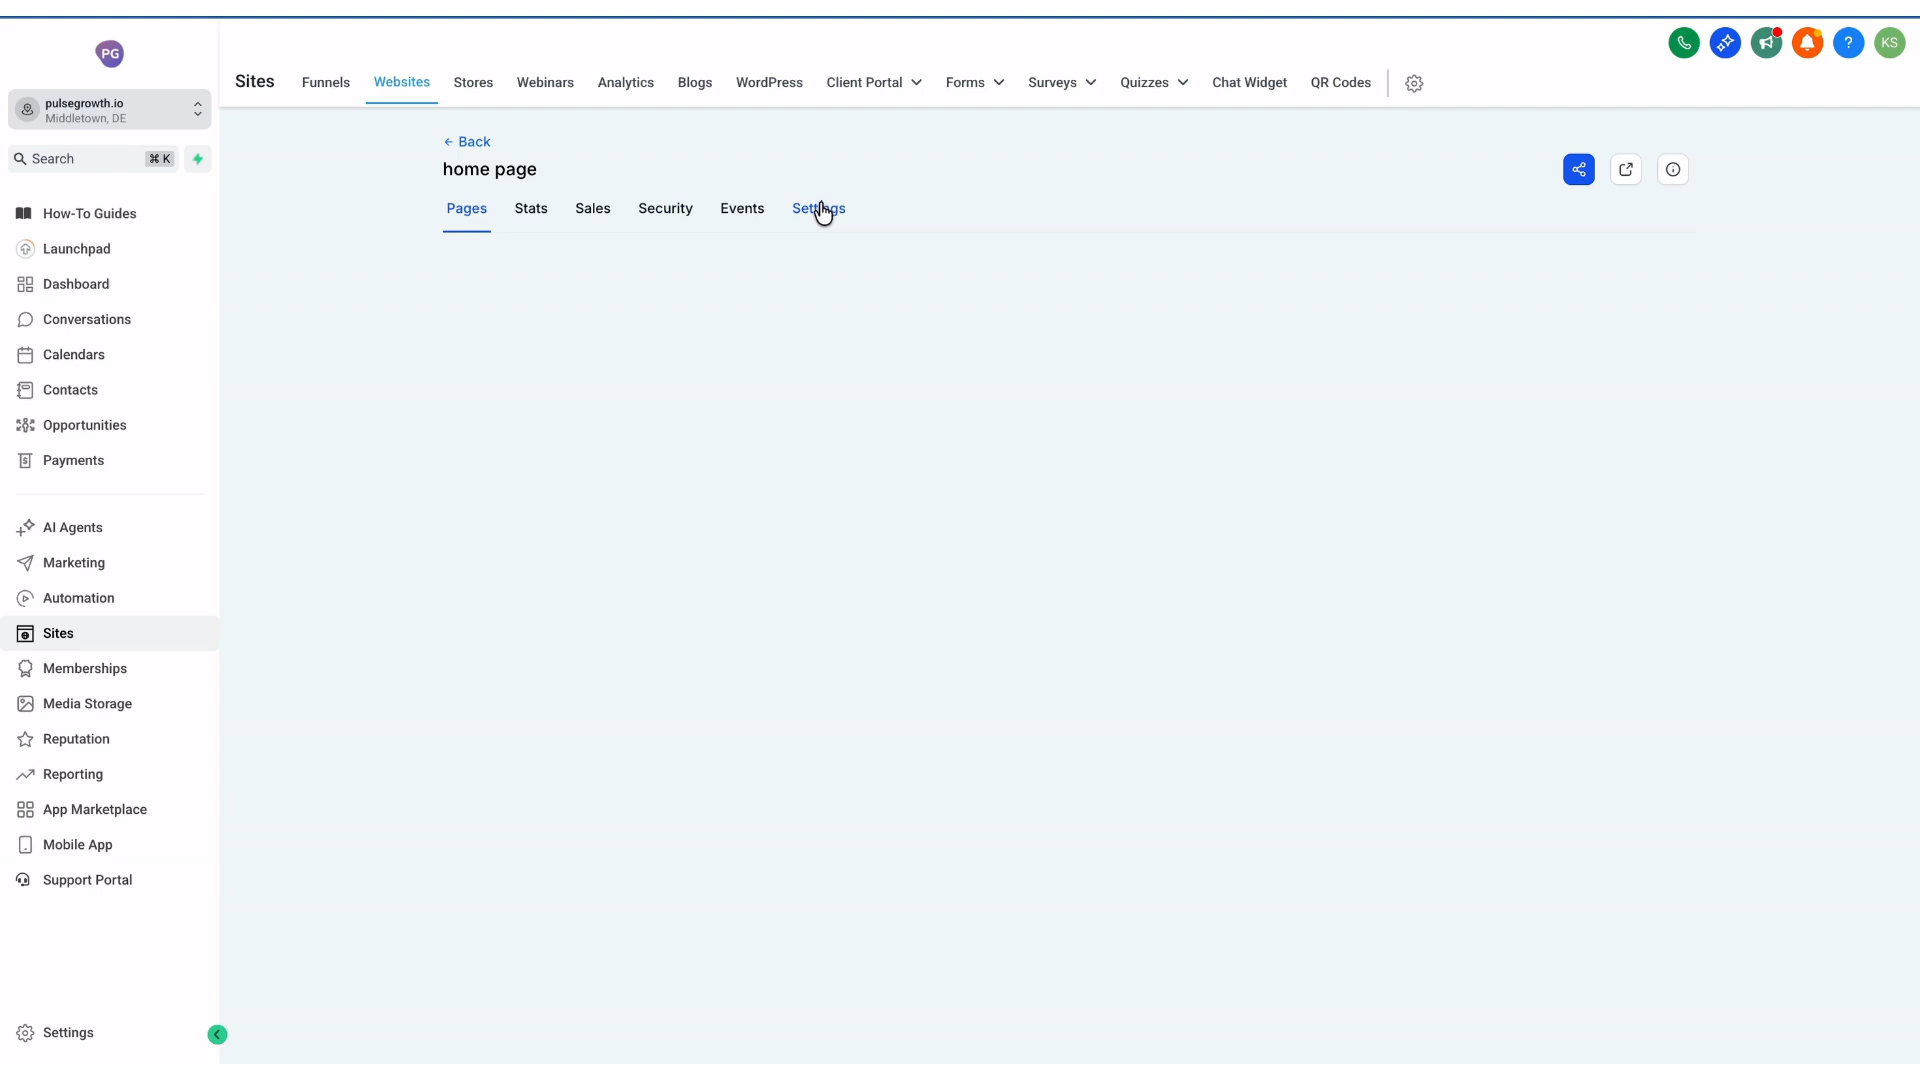 PG
pulsegrowth.io
Middletown, DE
Search ⌘ K
How-To Guides
Launchpad
Dashboard
Conversations
Calendars
Contacts
Opportunities
Payments
AI Agents
Marketing
Automation
Sites
Memberships
Media Storage
Reputation
Reporting
App Marketplace
Mobile App
Support Portal
Settings
? KS
Sites Funnels Websites Stores Webinars Analytics Blogs WordPress Client Portal Forms Surveys Quizzes Chat Widget QR Codes
← Back
home page
Pages Stats Sales Security Events Settings